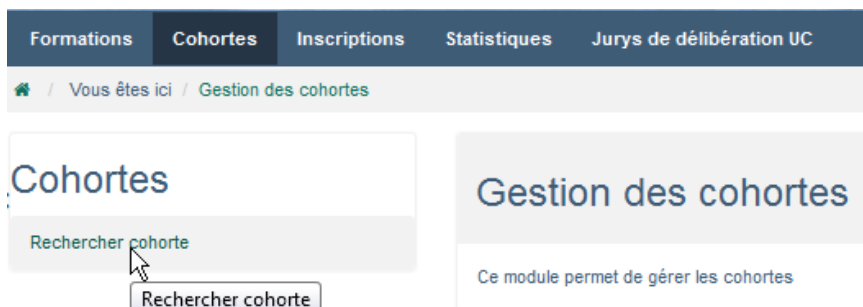 Formations Cohortes Inscriptions Statistiques Jurys de délibération UC
/ Vous êtes ici / Gestion des cohortes
Cohortes
Rechercher cohorte
Rechercher cohorte
Gestion des cohortes
Ce module permet de gérer les cohortes